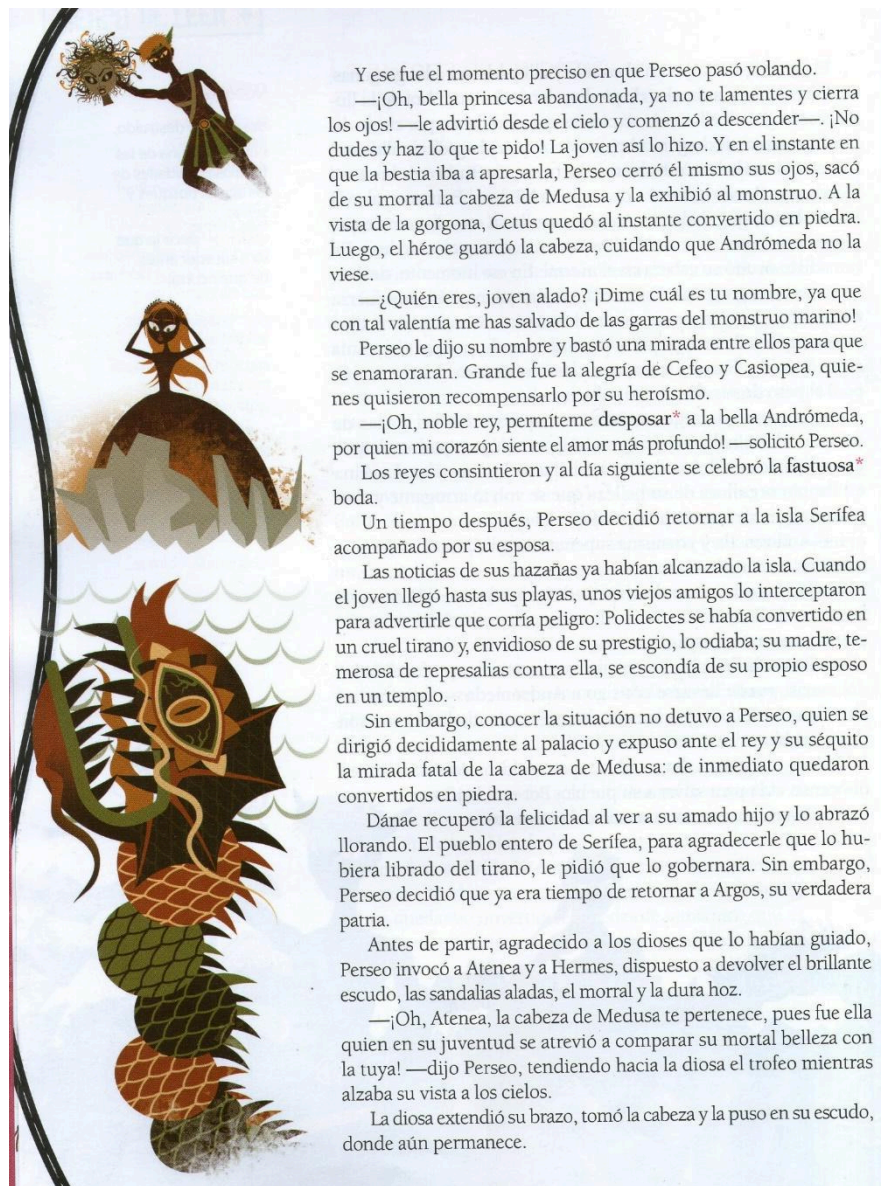 Y ese fue el momento preciso en que Perseo pasó volando.
—¡Oh, bella princesa abandonada, ya no te lamentes y cierra
los ojos! —le advirtió desde el cielo y comenzó a descender—. ¡No
dudes y haz lo que te pido! La joven así lo hizo. Y en el instante en
que la bestia iba a apresarla, Perseo cerró él mismo sus ojos, sacó
de su morral la cabeza de Medusa y la exhibió al monstruo. A la
vista de la gorgona, Cetus quedó al instante convertido en piedra.
Luego, el héroe guardó la cabeza, cuidando que Andrómeda no la
viese.
—¿Quién eres, joven alado? ¡Dime cuál es tu nombre, ya que
con tal valentía me has salvado de las garras del monstruo marino!
Perseo le dijo su nombre y bastó una mirada entre ellos para que
se enamoraran. Grande fue la alegría de Cefeo y Casiopea, quie-
nes quisieron recompensarlo por su heroísmo.
—¡Oh, noble rey, permíteme desposar* a la bella Andrómeda,
por quien mi corazón siente el amor más profundo! —solicitó Perseo.
Los reyes consintieron y al día siguiente se celebró la fastuosa*
boda.
Un tiempo después, Perseo decidió retornar a la isla Serífea
acompañado por su esposa.
Las noticias de sus hazañas ya habían alcanzado la isla. Cuando
el joven llegó hasta sus playas, unos viejos amigos lo interceptaron
para advertirle que corría peligro: Polidectes se había convertido en
un cruel tirano y, envidioso de su prestigio, lo odiaba; su madre, te-
merosa de represalias contra ella, se escondía de su propio esposo
en un templo.
Sin embargo, conocer la situación no detuvo a Perseo, quien se
dirigió decididamente al palacio y expuso ante el rey y su séquito
la mirada fatal de la cabeza de Medusa: de inmediato quedaron
convertidos en piedra.
Dánae recuperó la felicidad al ver a su amado hijo y lo abrazó
llorando. El pueblo entero de Serífea, para agradecerle que lo hu-
biera librado del tirano, le pidió que lo gobernara. Sin embargo,
Perseo decidió que ya era tiempo de retornar a Argos, su verdadera
patria.
Antes de partir, agradecido a los dioses que lo habían guiado,
Perseo invocó a Atenea y a Hermes, dispuesto a devolver el brillante
escudo, las sandalias aladas, el morral y la dura hoz.
—¡Oh, Atenea, la cabeza de Medusa te pertenece, pues fue ella
quien en su juventud se atrevió a comparar su mortal belleza con
la tuya! —dijo Perseo, tendiendo hacia la diosa el trofeo mientras
alzaba su vista a los cielos.
La diosa extendió su brazo, tomó la cabeza y la puso en su escudo,
donde aún permanece.